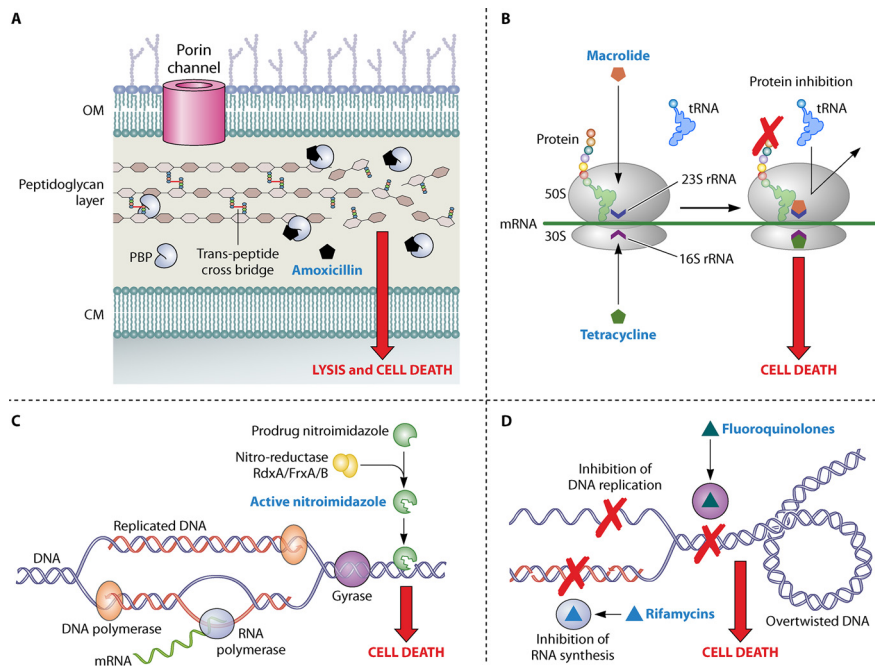 A
Porin
channel
OM
Peptidoglycan
layer
PBP
Trans-peptide
cross bridge
Amoxicillin
CM
LYSIS and CELL DEATH
B
Macrolide
Protein inhibition
tRNA
tRNA
Protein
23S rRNA
50S
mRNA
30S
16S rRNA
Tetracycline
CELL DEATH
C
Prodrug nitroimidazole
Nitro-reductase
RdxA/FrxA/B
Active nitroimidazole
Replicated DNA
DNA
Gyrase
DNA polymerase
RNA
polymerase
mRNA
CELL DEATH
D
Fluoroquinolones
Inhibition of
DNA replication
Rifamycins
Overtwisted DNA
Inhibition of
RNA synthesis
CELL DEATH